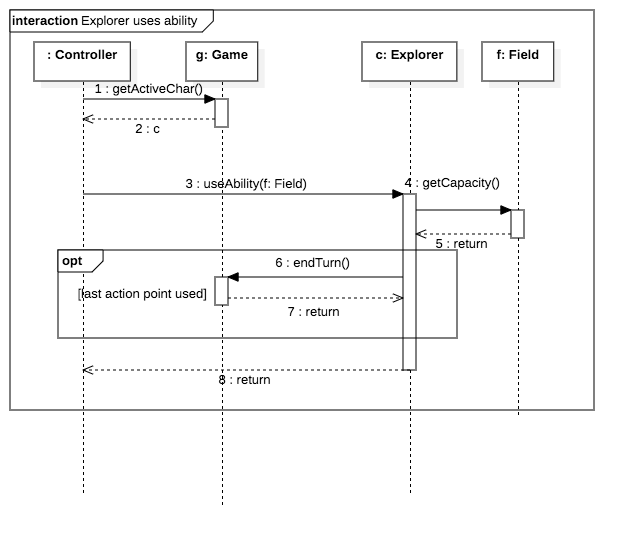 interaction Explorer uses ability
: Controller
g: Game
c: Explorer
f: Field
1 : getActiveChar()
2 : c
3 : useAbility(f: Field)
4 : getCapacity()
5 : return
opt
6 : endTurn()
[last action point used]
7 : return
8 : return